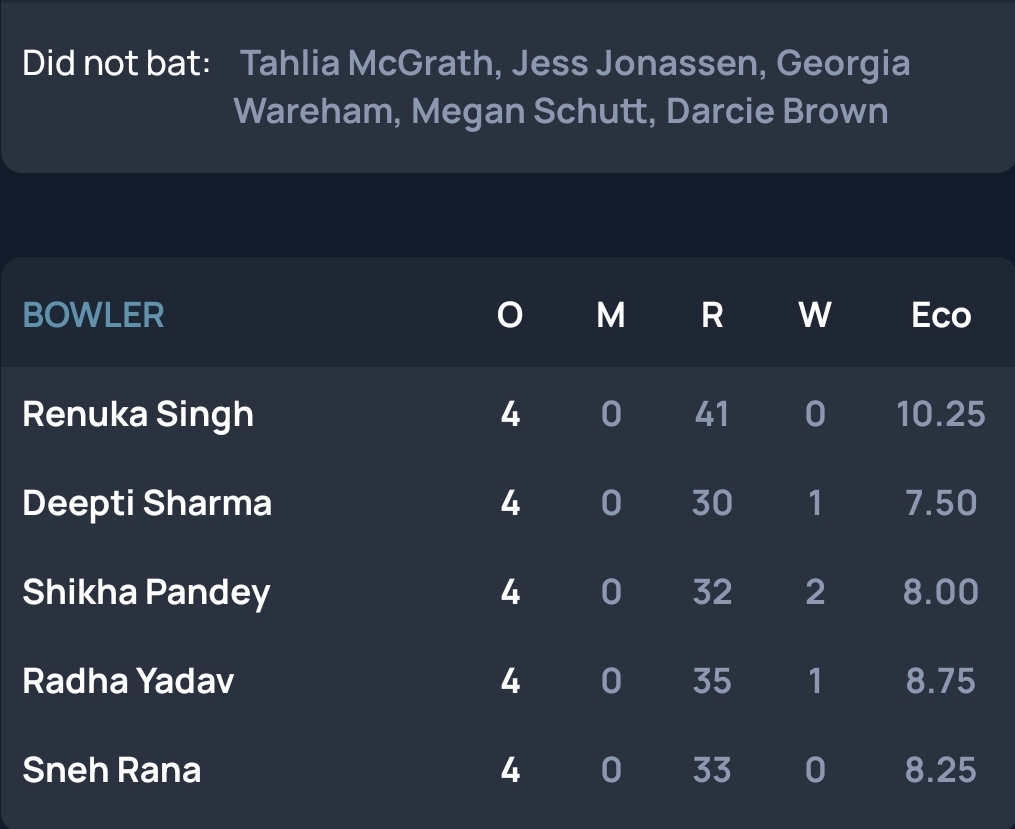 Did not bat: Tahlia McGrath, Jess Jonassen, Georgia
Wareham, Megan Schutt, Darcie Brown
BOWLER O M R W Eco
Renuka Singh 4 0 41 0 10.25
Deepti Sharma 4 0 30 1 7.50
Shikha Pandey 4 0 32 2 8.00
Radha Yadav 4 0 35 1 8.75
Sneh Rana 4 0 33 0 8.25